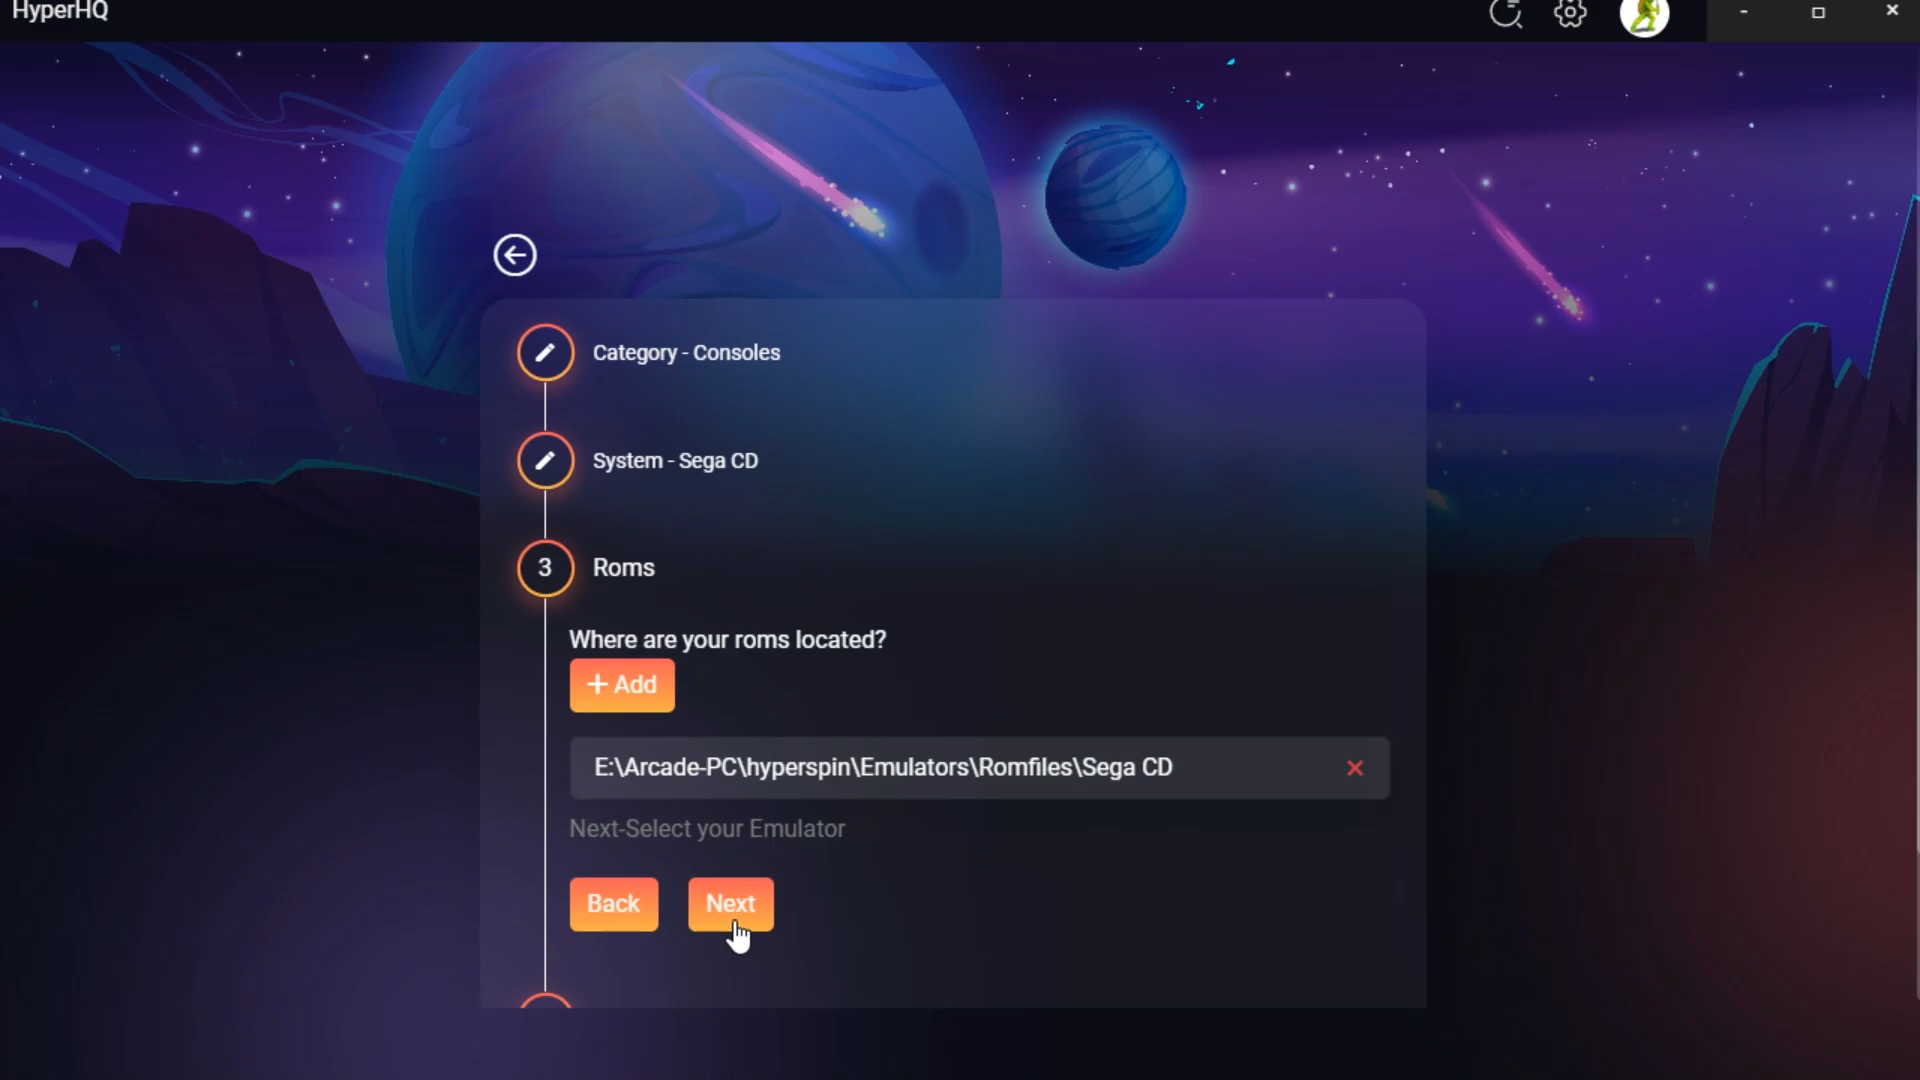 HyperHQ
Category - Consoles
System - Sega CD
3
Roms
Where are your roms located?
+ Add
E:\Arcade-PC\hyperspin\Emulators\Romfiles\Sega CD
Next-Select your Emulator
Back
Next